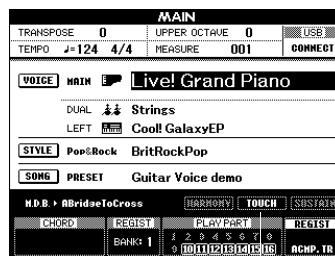 MAIN
TRANSPOSE 0 UPPER OCTAVE 0 USB
TEMPO ♩=124 4/4 MEASURE 001 CONNECT
VOICE MAIN Live! Grand Piano
DUAL Strings
LEFT Cool! GalaxyEP
STYLE Pop&Rock BritRockPop
SONG PRESET Guitar Voice demo
M.D.B. ▸ ABridgeToCross HARMONY TOUCH SUSTAIN
CHORD REGIST PLAY PART REGIST
BANK: 1 1 2 3 4 5 6 7 8
9 10 11 12 13 14 15 16 ACMP.TR